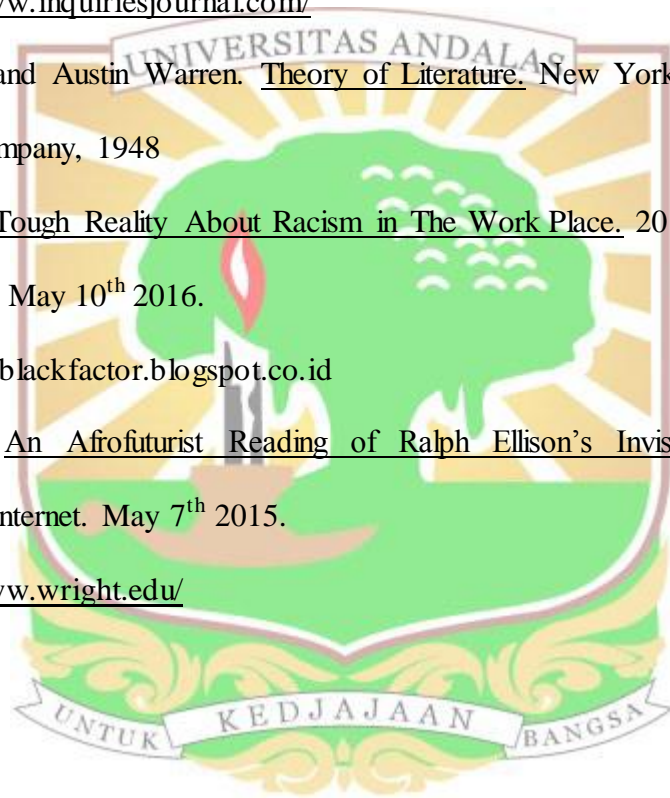 ww.inquiriesjournal.com/
UNIVERSITAS ANDALAS
and Austin Warren. Theory of Literature. New York
mpany, 1948
Tough Reality About Racism in The Work Place. 20
May 10th 2016.
blackfactor.blogspot.co.id
An Afrofuturist Reading of Ralph Ellison’s Invis
nternet. May 7th 2015.
ww.wright.edu/
UNTUK KEDJAJAAN BANGSA